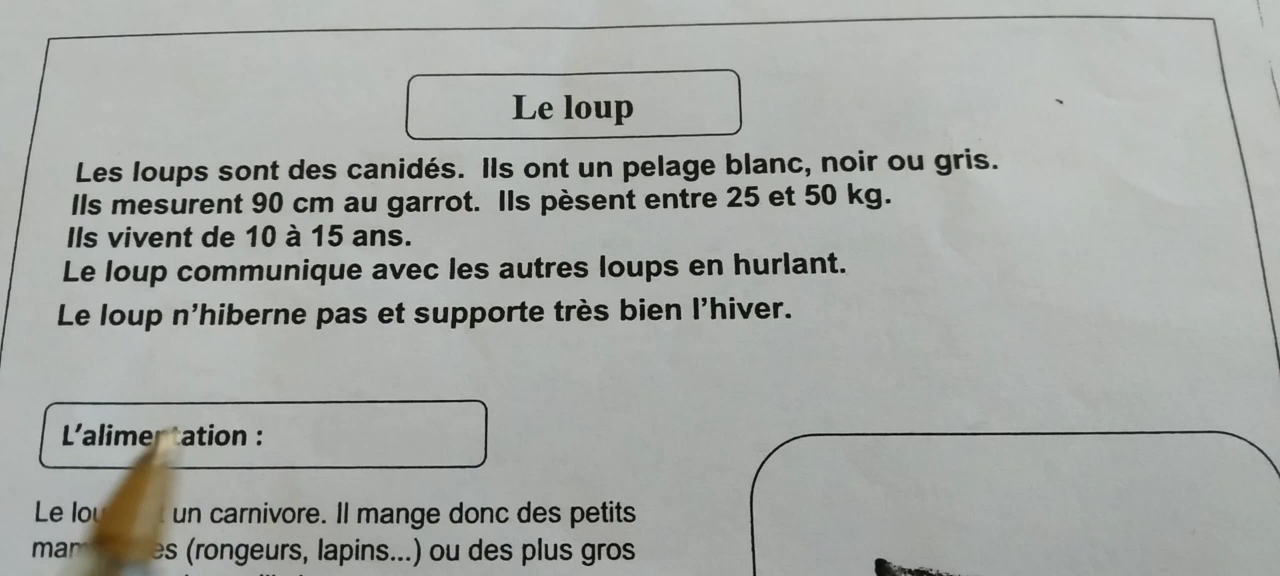 Le loup
Les loups sont des canidés. Ils ont un pelage blanc, noir ou gris.
Ils mesurent 90 cm au garrot. Ils pèsent entre 25 et 50 kg.
Ils vivent de 10 à 15 ans.
Le loup communique avec les autres loups en hurlant.
Le loup n’hiberne pas et supporte très bien l’hiver.
L’alimentation :
Le un carnivore. Il mange donc des petits
(rongeurs, lapins...) ou des plus gros